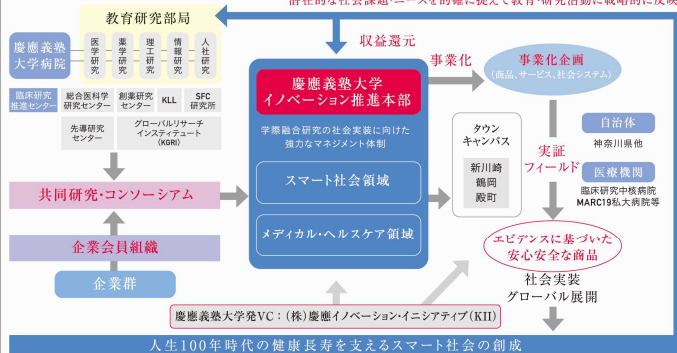 潜在的な社会課題・ニーズを的確に捉えて教育・研究活動に戦略的に反映
教育研究部局
慶應義塾
大学病院
医学研究
薬学研究
理工研究
情報研究
人社研究
臨床研究
推進センター
総合医科学
研究センター
創薬研究
センター
KLL
SFC
研究所
先導研究
センター
グローバルリサーチ
インスティテュート
(KGRI)
共同研究・コンソーシアム
企業会員組織
企業群
収益還元
慶應義塾大学
イノベーション推進本部
学際融合研究の社会実装に向けた
強力なマネジメント体制
スマート社会領域
メディカル・ヘルスケア領域
事業化
事業化企画
(商品、サービス、社会システム)
タウン
キャンパス
新川崎
鶴岡
殿町
実証
フィールド
自治体
神奈川県他
医療機関
臨床研究中核病院
MARC19私大病院等
エビデンスに基づいた
安心安全な商品
社会実装
グローバル展開
慶應義塾大学発VC：(株)慶應イノベーション・イニシアティブ(KII)
人生100年時代の健康長寿を支えるスマート社会の創成